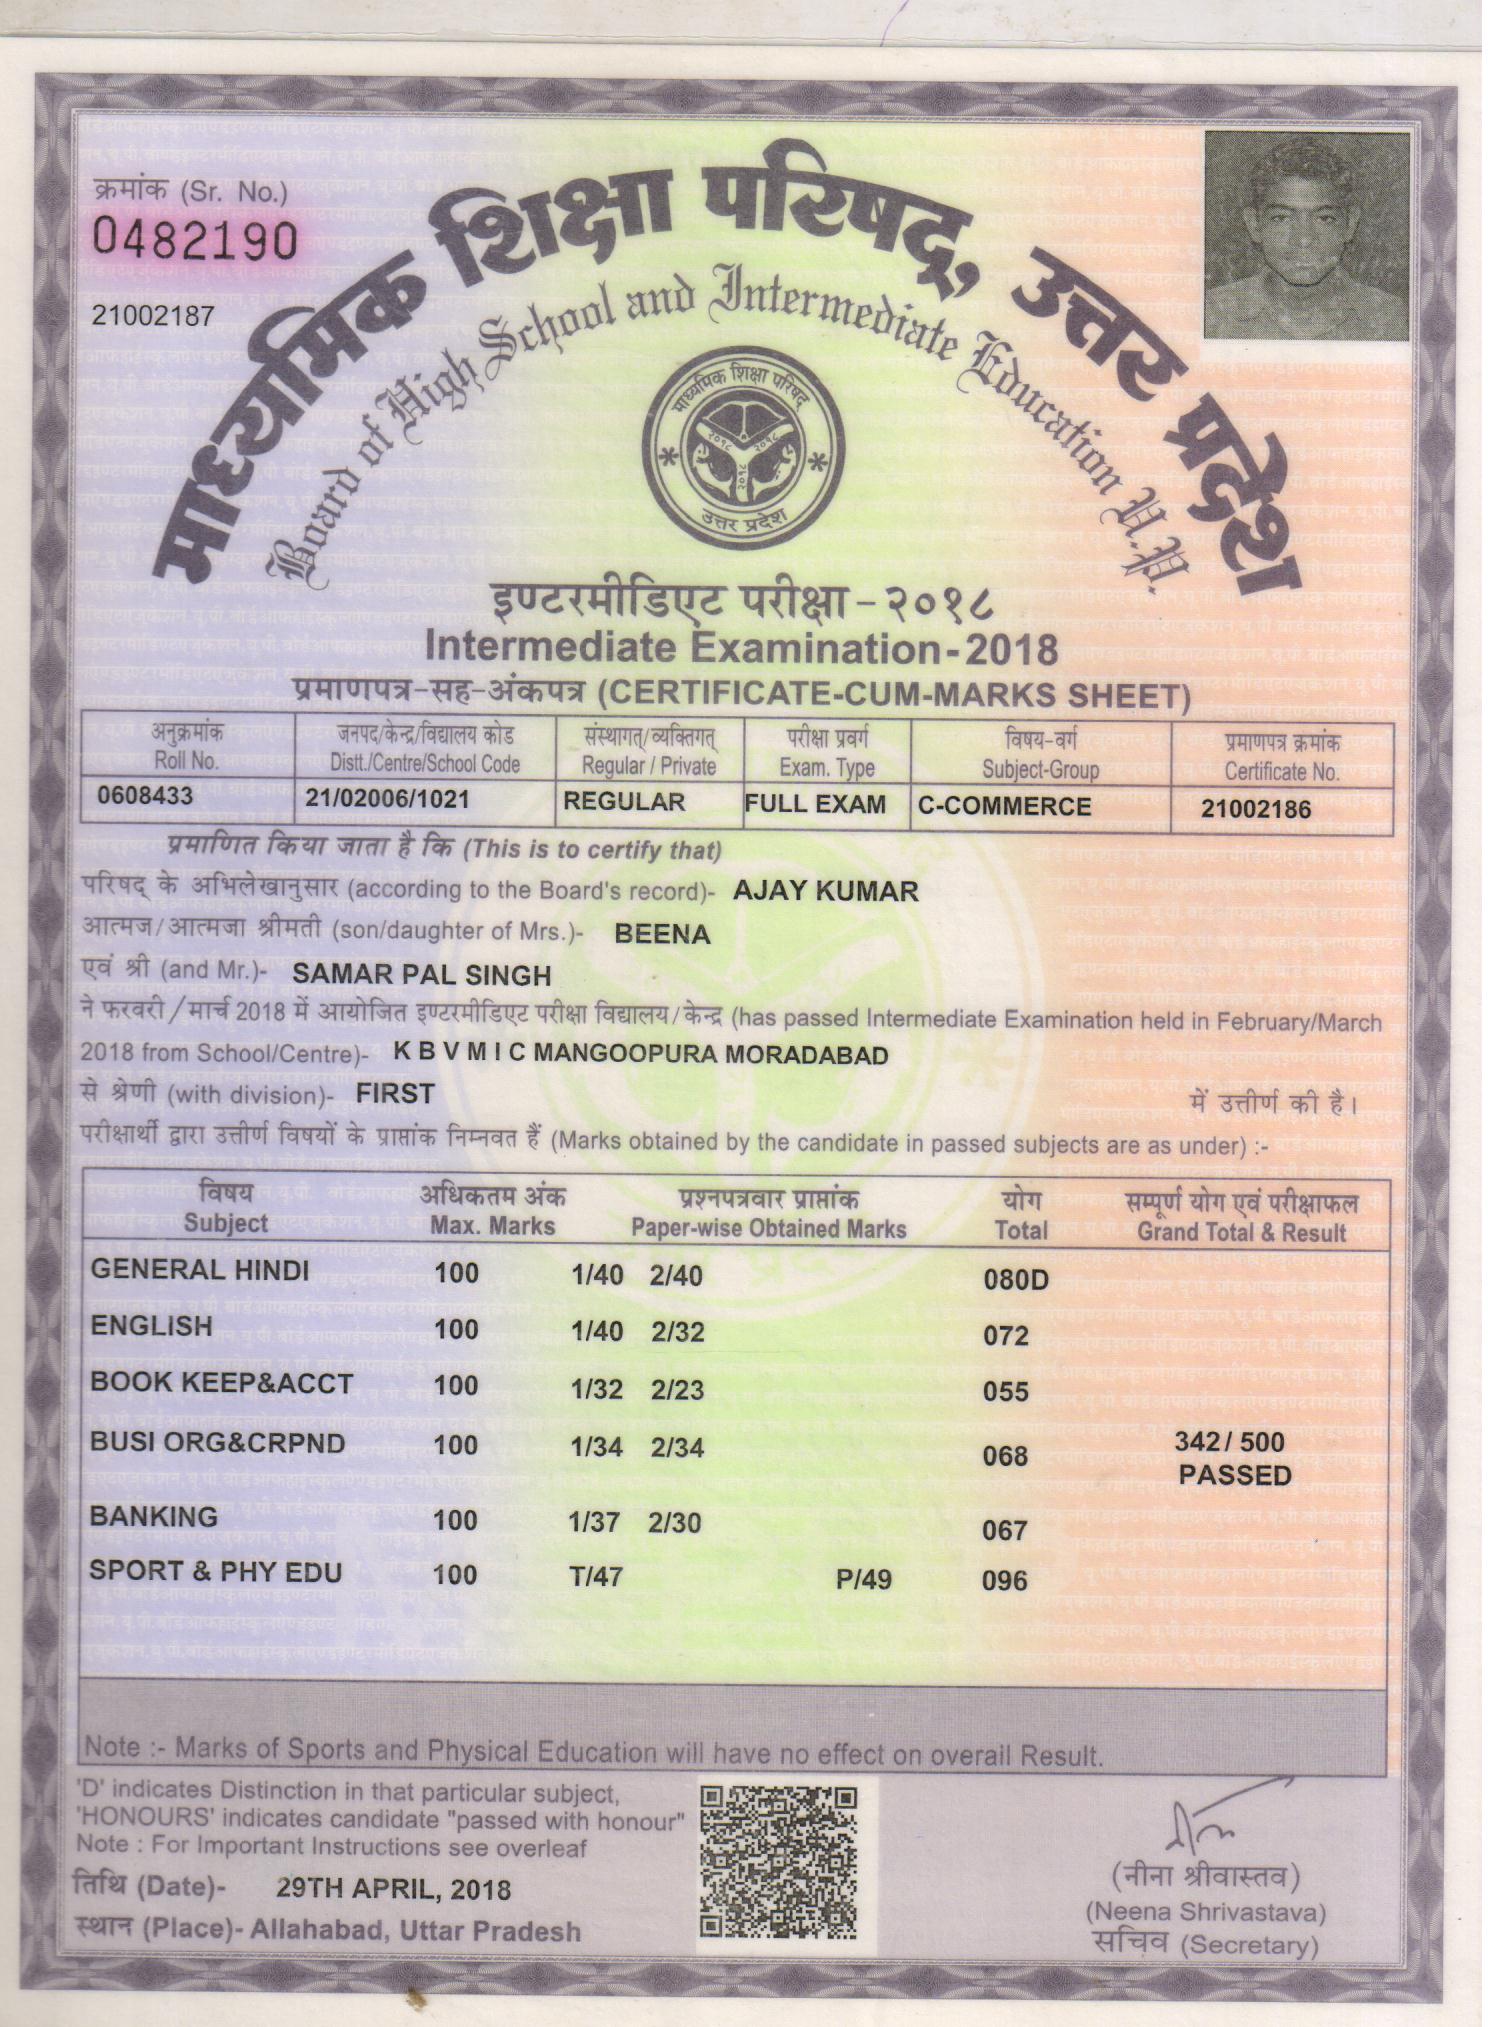 क्रमांक (Sr. No.)
0482190
21002187
माध्यमिक शिक्षा परिषद्, उत्तर प्रदेश
Board of High School and Intermediate Education U.P.
माध्यमिक शिक्षा परिषद्
२०१८ २०१८
२०१८
उत्तर प्रदेश
इण्टरमीडिएट परीक्षा - २०१८
Intermediate Examination - 2018
प्रमाणपत्र-सह-अंकपत्र (CERTIFICATE-CUM-MARKS SHEET)
अनुक्रमांक जनपद/केन्द्र/विद्यालय कोड संस्थागत्/व्यक्तिगत् परीक्षा प्रवर्ग विषय-वर्ग प्रमाणपत्र क्रमांक
Roll No. Distt./Centre/School Code Regular / Private Exam. Type Subject-Group Certificate No.
0608433 21/02006/1021 REGULAR FULL EXAM C-COMMERCE 21002186
प्रमाणित किया जाता है कि (This is to certify that)
परिषद् के अभिलेखानुसार (according to the Board's record)- AJAY KUMAR
आत्मज/आत्मजा श्रीमती (son/daughter of Mrs.)- BEENA
एवं श्री (and Mr.)- SAMAR PAL SINGH
ने फरवरी/मार्च 2018 में आयोजित इण्टरमीडिएट परीक्षा विद्यालय/केन्द्र (has passed Intermediate Examination held in February/March
2018 from School/Centre)- K B V M I C MANGOOPURA MORADABAD
से श्रेणी (with division)- FIRST में उत्तीर्ण की है।
परीक्षार्थी द्वारा उत्तीर्ण विषयों के प्राप्तांक निम्नवत हैं (Marks obtained by the candidate in passed subjects are as under) :-
विषय अधिकतम अंक प्रश्नपत्रवार प्राप्तांक योग सम्पूर्ण योग एवं परीक्षाफल
Subject Max. Marks Paper-wise Obtained Marks Total Grand Total & Result
GENERAL HINDI 100 1/40 2/40 080D
ENGLISH 100 1/40 2/32 072
BOOK KEEP&ACCT 100 1/32 2/23 055
BUSI ORG&CRPND 100 1/34 2/34 068 342/ 500
PASSED
BANKING 100 1/37 2/30 067
SPORT & PHY EDU 100 T/47 P/49 096
Note :- Marks of Sports and Physical Education will have no effect on overail Result.
'D' indicates Distinction in that particular subject,
'HONOURS' indicates candidate "passed with honour"
Note : For Important Instructions see overleaf
तिथि (Date)- 29TH APRIL, 2018
स्थान (Place)- Allahabad, Uttar Pradesh
(नीना श्रीवास्तव)
(Neena Shrivastava)
सचिव (Secretary)